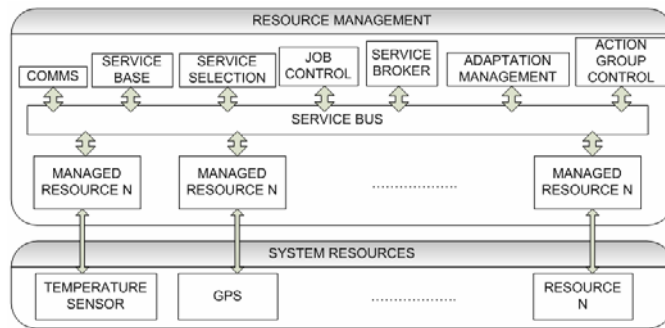 RESOURCE MANAGEMENT
COMMS
SERVICE
BASE
SERVICE
SELECTION
JOB
CONTROL
SERVICE
BROKER
ADAPTATION
MANAGEMENT
ACTION
GROUP
CONTROL
SERVICE BUS
MANAGED
RESOURCE N
MANAGED
RESOURCE N
.....................
MANAGED
RESOURCE N
SYSTEM RESOURCES
TEMPERATURE
SENSOR
GPS
.....................
RESOURCE
N